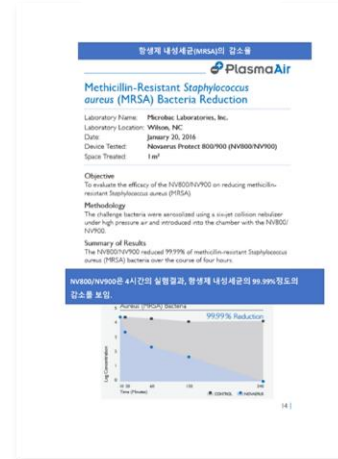 항생제 내성세균(MRSA)의 감소율
PlasmaAir
Methicillin-Resistant Staphylococcus
aureus (MRSA) Bacteria Reduction
Laboratory Name: Microbac Laboratories, Inc.
Laboratory Location: Wilson, NC
Date: January 20, 2016
Device Tested: Novaerus Protect 800/900 (NV800/NV900)
Space Treated: 1 m³
Objective
To evaluate the efficacy of the NV800/NV900 on reducing methicillin-
resistant Staphylococcus aureus (MRSA).
Methodology
The challenge bacteria were aerosolized using a six-jet collison nebulizer
under high pressure air and introduced into the chamber with the NV800/
NV900.
Summary of Results
The NV800/NV900 reduced 99.99% of methicillin-resistant Staphylococcus
aureus (MRSA) bacteria over the course of four hours.
NV800/NV900은 4시간의 실험결과, 항생제 내성세균의 99.99%정도의
감소를 보임.
Aureus (MRSA) Bacteria
99.99% Reduction
Log Concentration
Time (Minutes)
CONTROL NOVAERUS
14